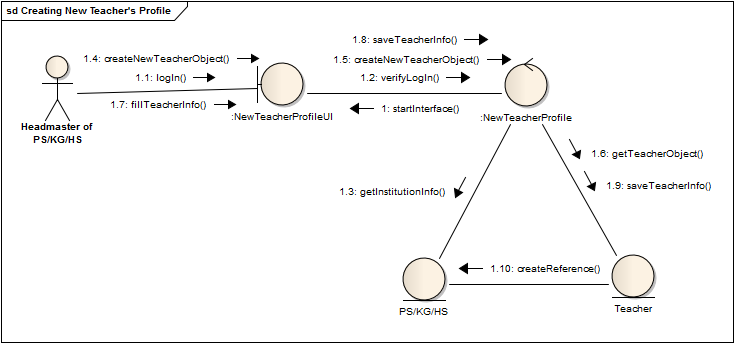 sd Creating New Teacher's Profile
1.8: saveTeacherInfo()
1.4: createNewTeacherObject()
1.5: createNewTeacherObject()
1.1: logIn()
1.2: verifyLogIn()
1.7: fillTeacherInfo()
1: startInterface()
Headmaster of
PS/KG/HS
:NewTeacherProfileUI
:NewTeacherProfile
1.6: getTeacherObject()
1.3: getInstitutionInfo()
1.9: saveTeacherInfo()
1.10: createReference()
PS/KG/HS
Teacher